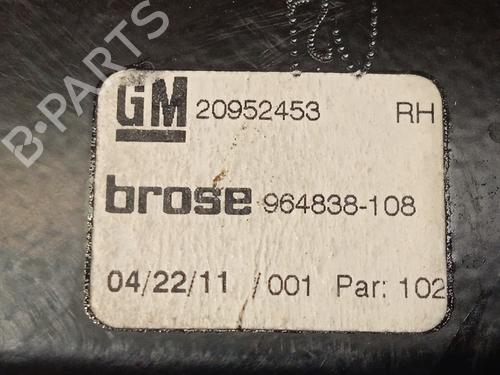 GM 20952453 RH
brose 964838-108
04/22/11 /001 Par: 102
B-PARTS